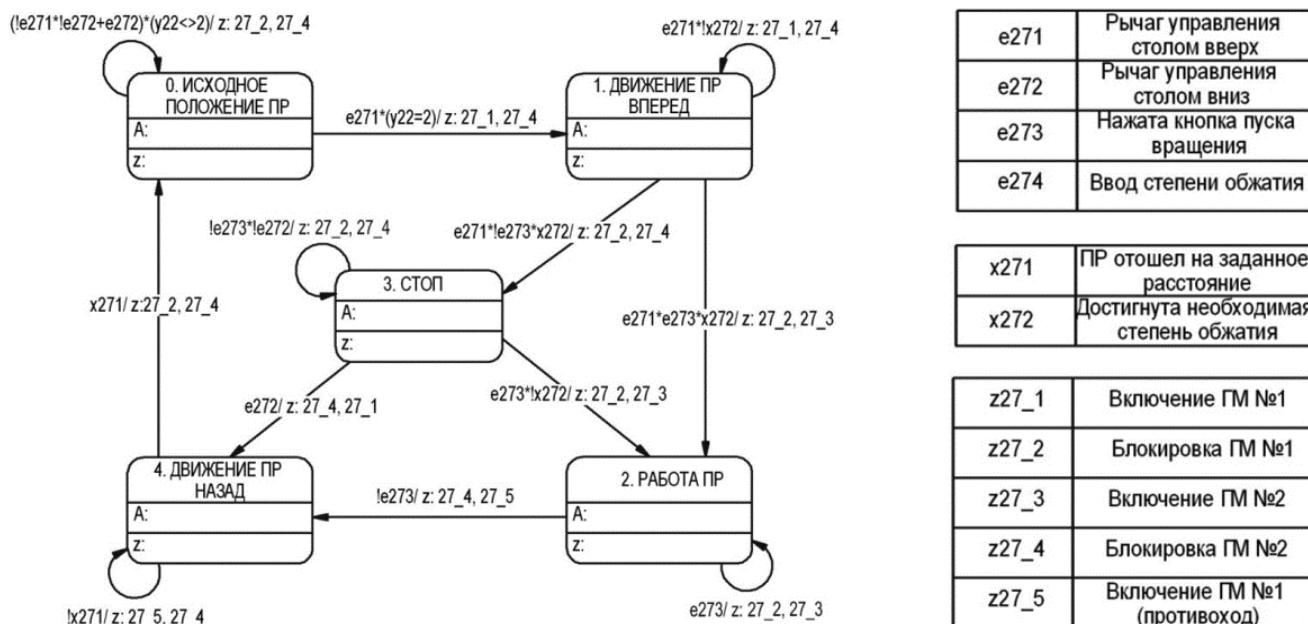 (!e271*!e272+e272)*(y22<>2)/ z: 27_2, 27_4
e271*!x272/ z: 27_1, 27_4
0. ИСХОДНОЕ
ПОЛОЖЕНИЕ ПР
A:
z:
e271*(y22=2)/ z: 27_1, 27_4
1. ДВИЖЕНИЕ ПР
ВПЕРЕД
A:
z:
!e273*!e272/ z: 27_2, 27_4
e271*!e273*x272/ z: 27_2, 27_4
3. СТОП
A:
z:
x271/ z:27_2, 27_4
e271*e273*x272/ z: 27_2, 27_3
e272/ z: 27_4, 27_1
e273*!x272/ z: 27_2, 27_3
4. ДВИЖЕНИЕ ПР
НАЗАД
A:
z:
!e273/ z: 27_4, 27_5
2. РАБОТА ПР
A:
z:
!x271/ z: 27_5, 27_4
e273/ z: 27_2, 27_3
e271
Рычаг управления
столом вверх
e272
Рычаг управления
столом вниз
e273
Нажата кнопка пуска
вращения
e274
Ввод степени обжатия
x271
ПР отошел на заданное
расстояние
x272
Достигнута необходимая
степень обжатия
z27_1
Включение ГМ №1
z27_2
Блокировка ГМ №1
z27_3
Включение ГМ №2
z27_4
Блокировка ГМ №2
z27_5
Включение ГМ №1
(противоход)